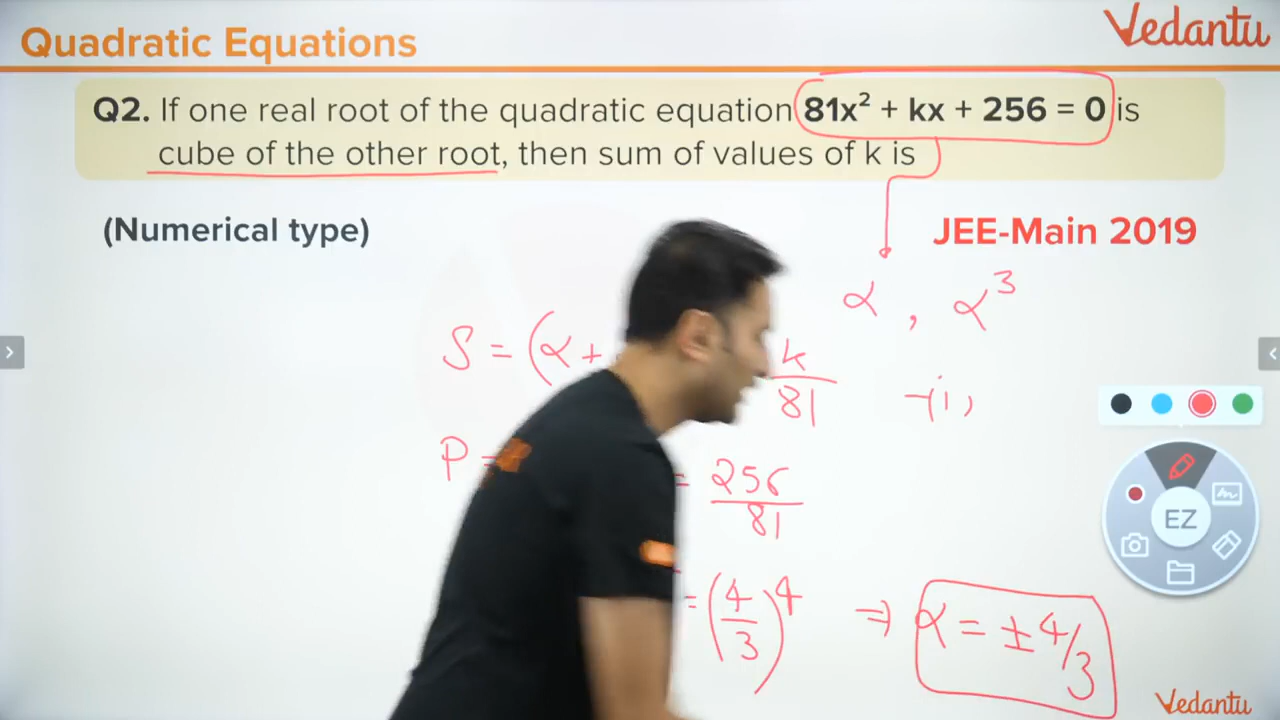 Quadratic Equations
Vedantu
Q2. If one real root of the quadratic equation 81x² + kx + 256 = 0 is
cube of the other root, then sum of values of k is
(Numerical type)
JEE-Main 2019
α , α³
S = (α +
k/81 -(i)
P =
= 256/81
= (4/3)⁴ ⇒ α = ± 4/3
EZ
Vedantu